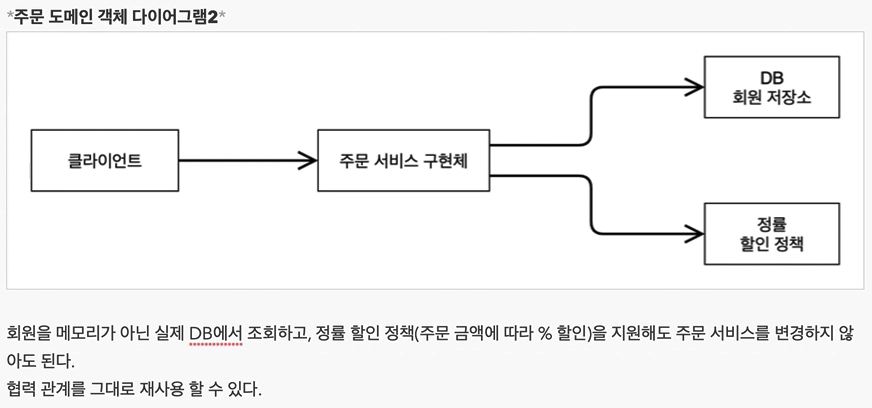 *주문 도메인 객체 다이어그램2*
DB
회원 저장소
클라이언트
주문 서비스 구현체
정률
할인 정책
회원을 메모리가 아닌 실제 DB에서 조회하고, 정률 할인 정책(주문 금액에 따라 % 할인)을 지원해도 주문 서비스를 변경하지 않
아도 된다.
협력 관계를 그대로 재사용 할 수 있다.